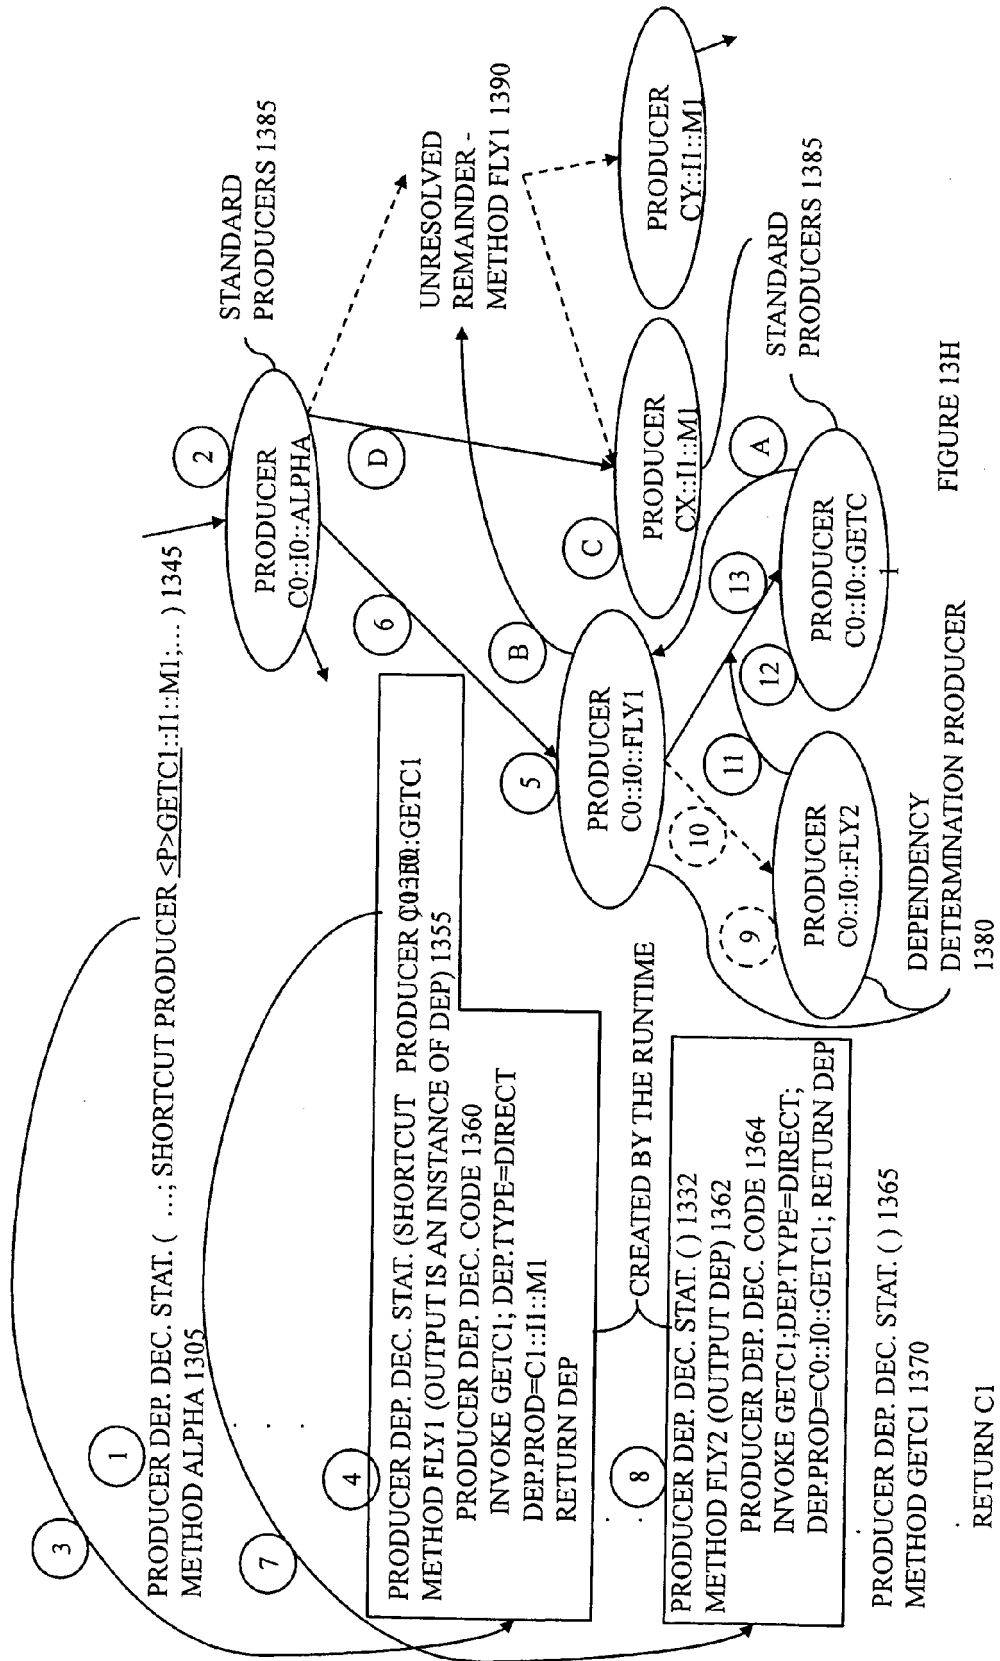 1
PRODUCER DEP. DEC. STAT. ( ...; SHORTCUT PRODUCER <P>GETC1::I1::M1;... ) 1345
METHOD ALPHA 1305
3
4
PRODUCER DEP. DEC. STAT. (SHORTCUT PRODUCER C0::I0::GETC1
METHOD FLY1 (OUTPUT IS AN INSTANCE OF DEP) 1355
PRODUCER DEP. DEC. CODE 1360
INVOKE GETC1; DEP.TYPE=DIRECT
DEP.PROD=C1::I1::M1
RETURN DEP
7
CREATED BY THE RUNTIME
8
PRODUCER DEP. DEC. STAT. ( ) 1332
METHOD FLY2 (OUTPUT DEP) 1362
PRODUCER DEP. DEC. CODE 1364
INVOKE GETC1;DEP.TYPE=DIRECT;
DEP.PROD=C0::I0::GETC1; RETURN DEP
PRODUCER DEP. DEC. STAT. ( ) 1365
METHOD GETC1 1370
RETURN C1
2
PRODUCER
C0::I0::ALPHA
STANDARD
PRODUCERS 1385
6
D
UNRESOLVED
REMAINDER -
METHOD FLY1 1390
B
5
PRODUCER
C0::I0::FLY1
C
PRODUCER
CX::I1::M1
PRODUCER
CY::I1::M1
10
11
13
A
STANDARD
PRODUCERS 1385
9
PRODUCER
C0::I0::FLY2
12
PRODUCER
C0::I0::GETC
1
DEPENDENCY
DETERMINATION PRODUCER
1380
FIGURE 13H